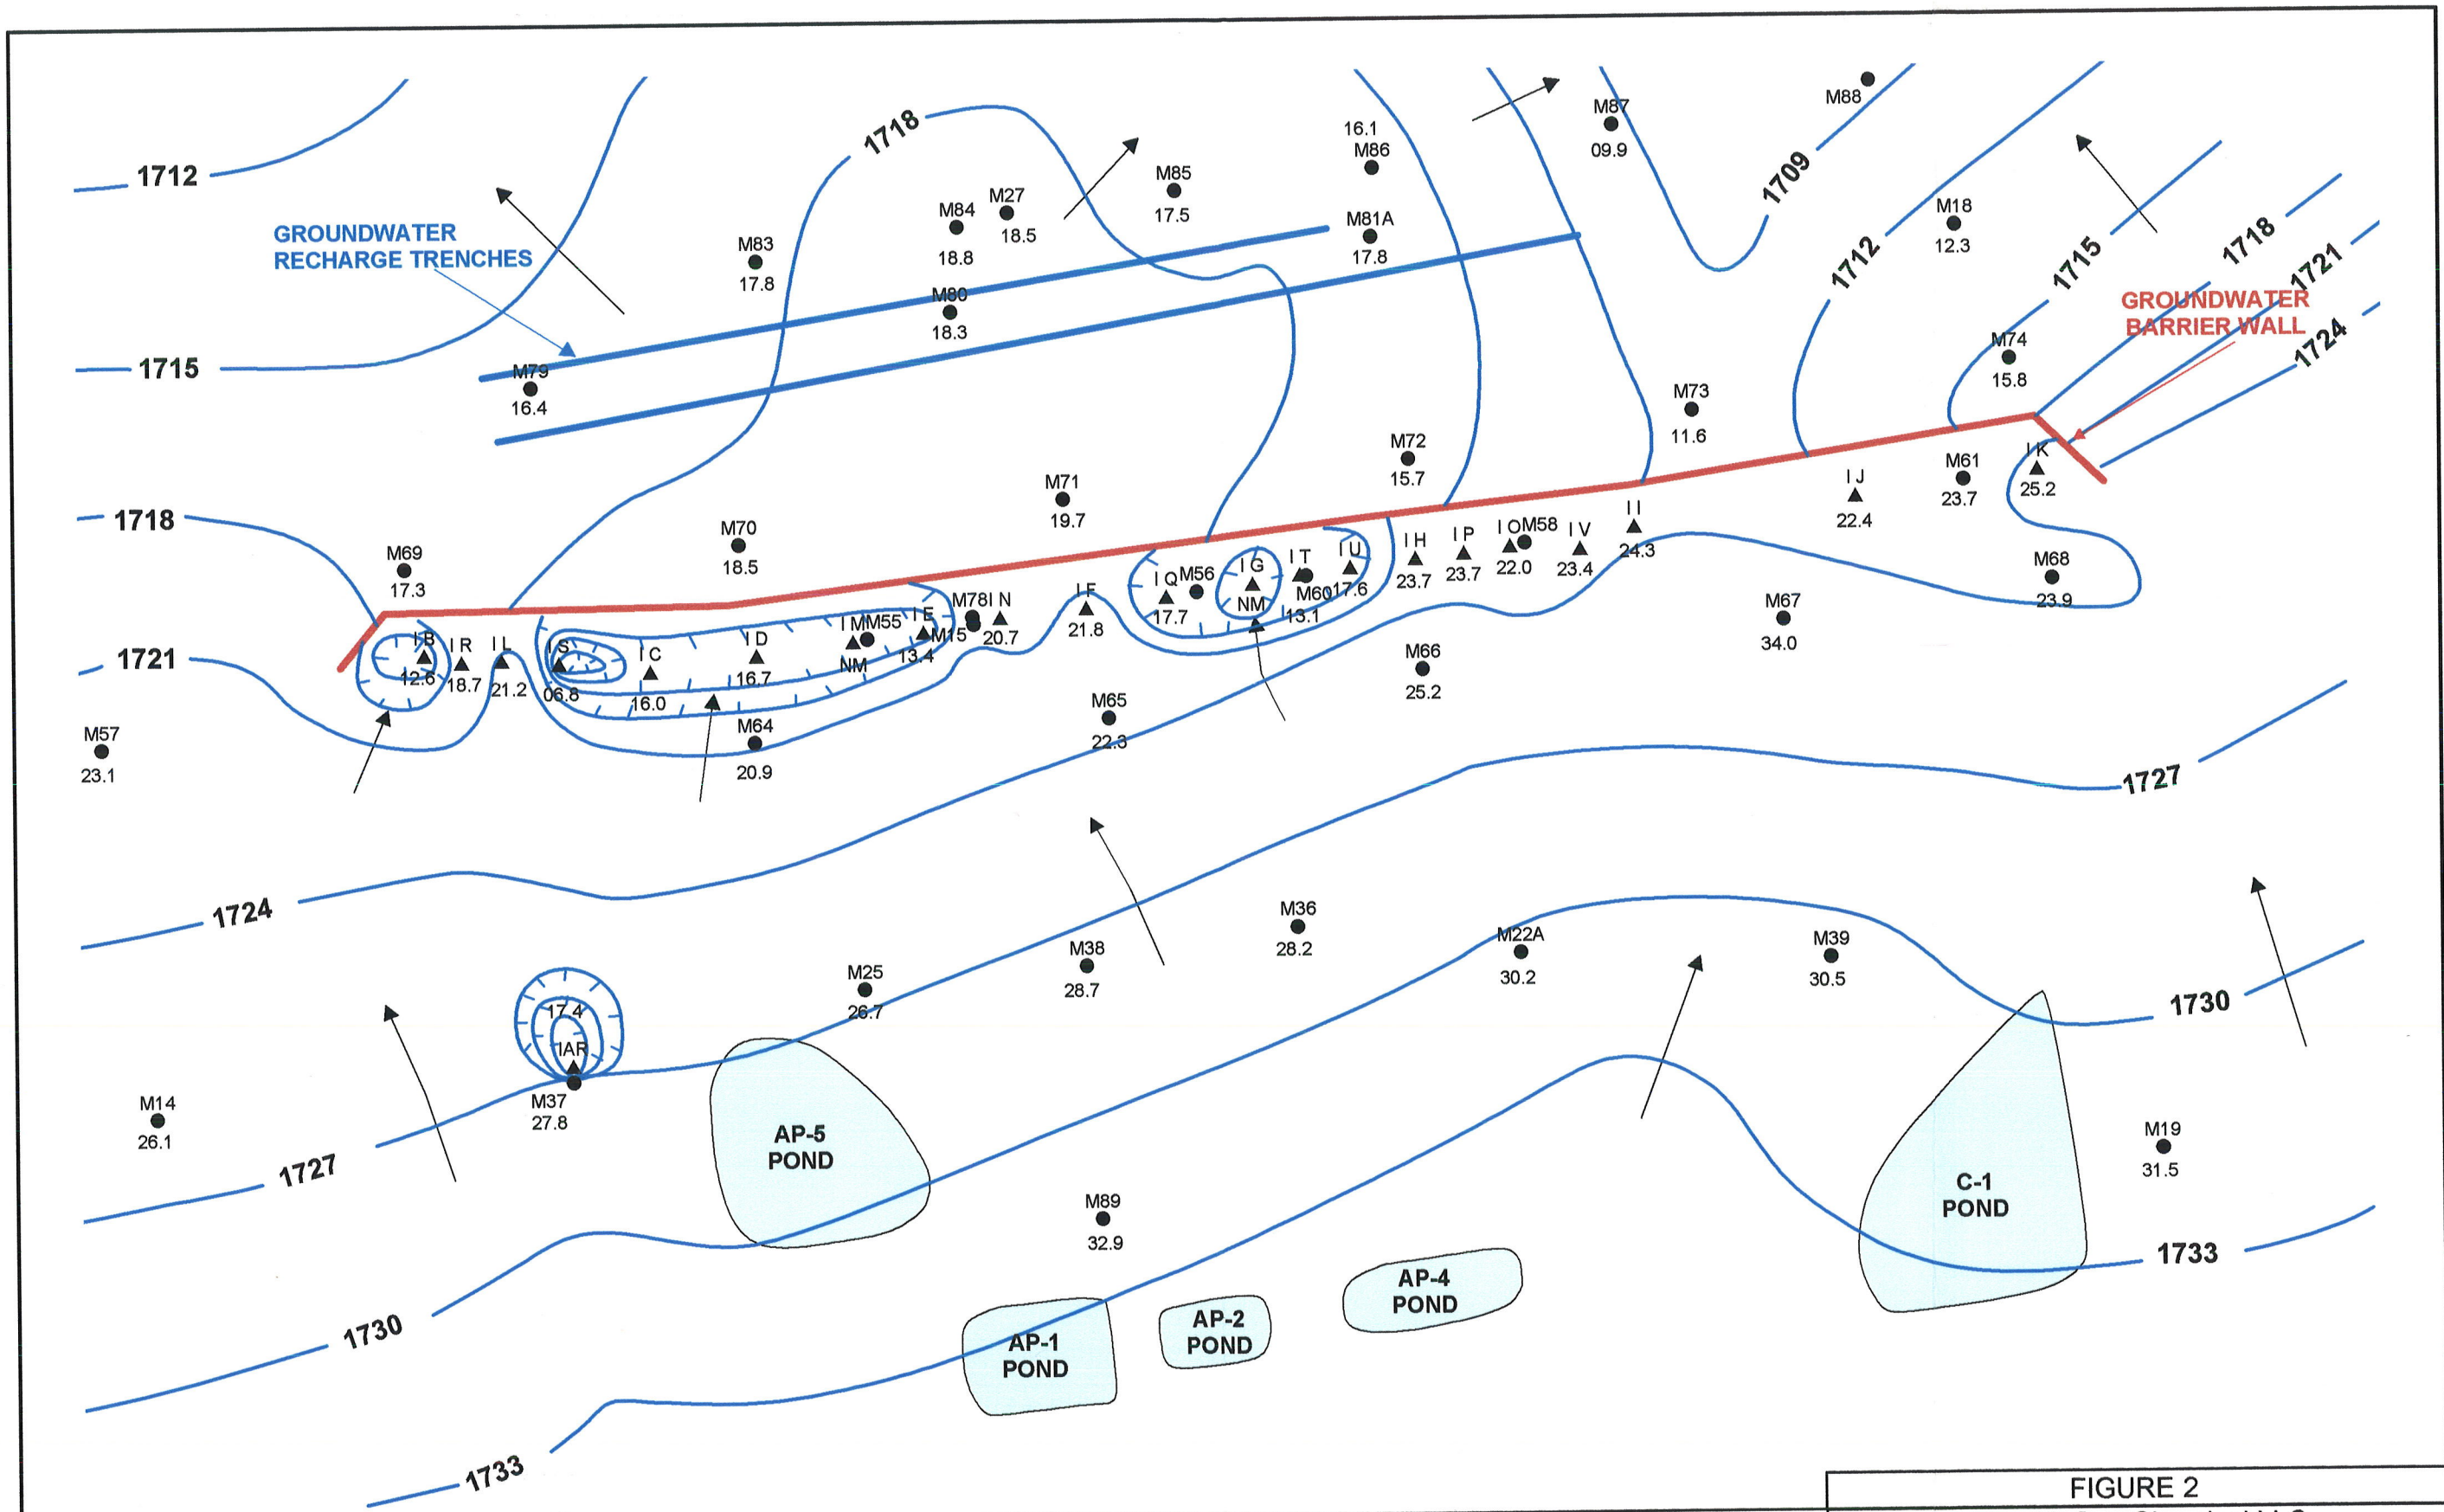 1712
1718
16.1
M86
M87
09.9
M88
1709
M85
17.5
M27
18.5
M84
18.8
M81A
17.8
M18
12.3
GROUNDWATER
RECHARGE TRENCHES
M83
17.8
1712
1715
1718
1721
M80
18.3
GROUNDWATER
BARRIER WALL
1724
1715
M79
16.4
M74
15.8
M73
11.6
M72
15.7
M71
19.7
1718
M70
18.5
M69
17.3
I J
22.4
M61
23.7
I K
25.2
I I
24.3
I H
23.7
I P
23.7
I O
M58
22.0
I V
23.4
I U
17.6
I T
M60
13.1
I G
NM
I Q
M56
17.7
I F
21.8
M78
I N
20.7
M15
I E
13.4
I M
M55
NM
I D
16.7
I C
16.0
I S
06.8
I L
21.2
I R
18.7
I B
12.6
M68
23.9
M67
34.0
1721
M66
25.2
M65
22.3
M64
20.9
M57
23.1
1727
1724
M36
28.2
M22A
30.2
M39
30.5
M38
28.7
M25
26.7
1730
17.4
IAR
M37
27.8
M14
26.1
AP-5
POND
M19
31.5
1727
C-1
POND
M89
32.9
1733
AP-4
POND
AP-2
POND
AP-1
POND
1730
1733
FIGURE 2